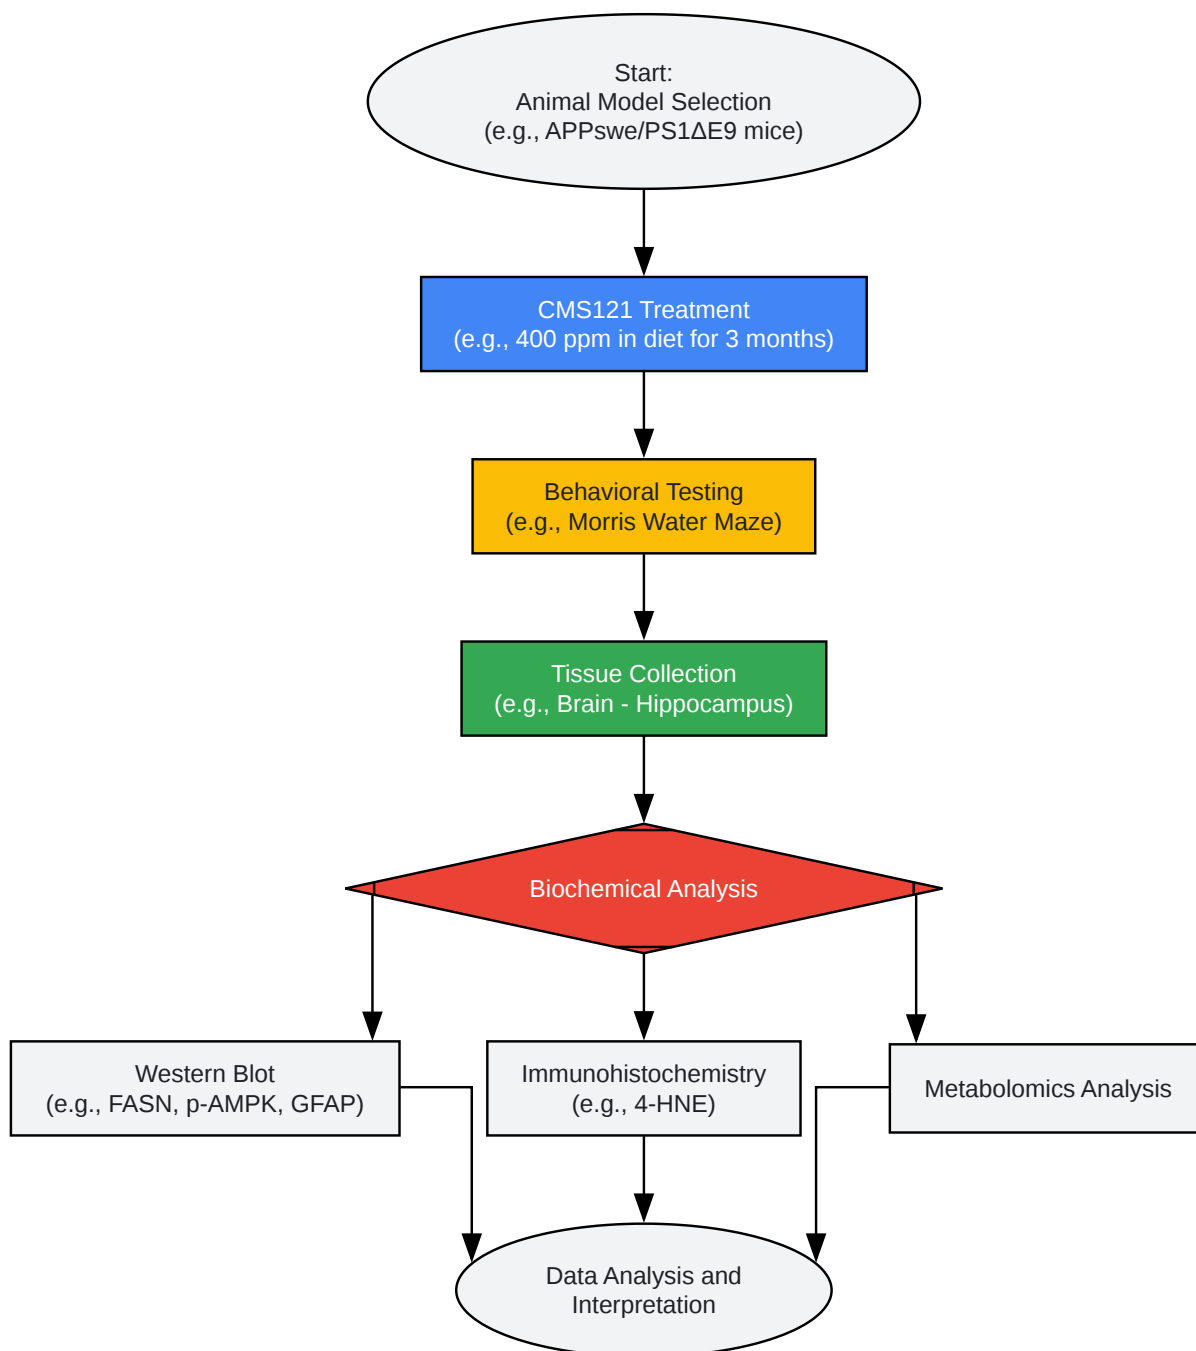 Start:
Animal Model Selection
(e.g., APPswe/PS1ΔE9 mice)
CMS121 Treatment
(e.g., 400 ppm in diet for 3 months)
Behavioral Testing
(e.g., Morris Water Maze)
Tissue Collection
(e.g., Brain - Hippocampus)
Biochemical Analysis
Western Blot
(e.g., FASN, p-AMPK, GFAP)
Immunohistochemistry
(e.g., 4-HNE)
Metabolomics Analysis
Data Analysis and
Interpretation